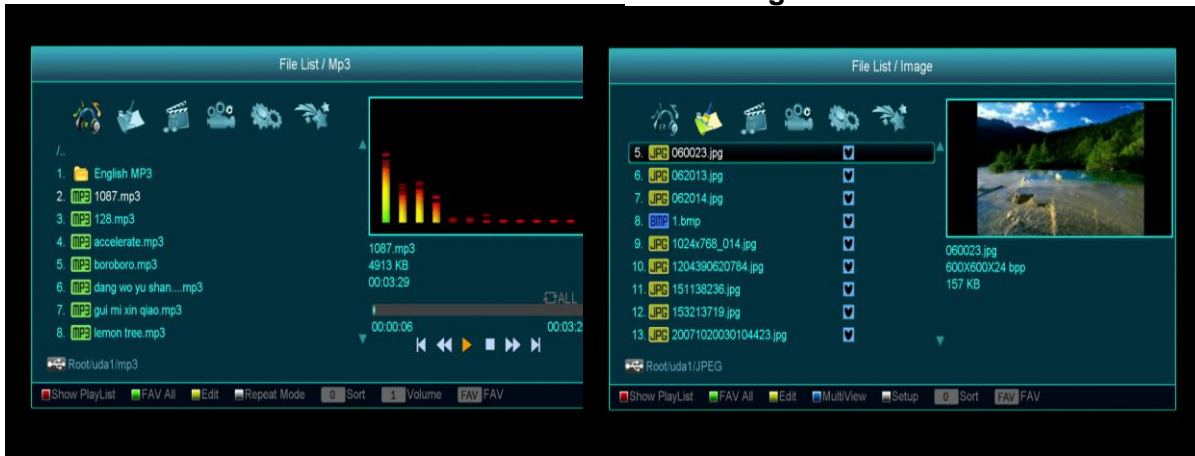 File List / Mp3
/..
1. English MP3
2. MP3 1087.mp3
3. MP3 128.mp3
4. MP3 accelerate.mp3
5. MP3 boroboro.mp3
6. MP3 dang wo yu shan....mp3
7. MP3 gui mi xin qiao.mp3
8. MP3 lemon tree.mp3
Root/uda1/mp3
1087.mp3
4913 KB
00:03:29
ALL
00:00:06 00:03:2
Show PlayList FAV All Edit Repeat Mode 0 Sort 1 Volume FAV FAV
File List / Image
5. JPG 060023.jpg
6. JPG 062013.jpg
7. JPG 062014.jpg
8. BMP 1.bmp
9. JPG 1024x768_014.jpg
10. JPG 1204390620784.jpg
11. JPG 151138236.jpg
12. JPG 153213719.jpg
13. JPG 20071020030104423.jpg
Root/uda1/JPEG
060023.jpg
600X600X24 bpp
157 KB
Show PlayList FAV All Edit MultiView Setup 0 Sort FAV FAV